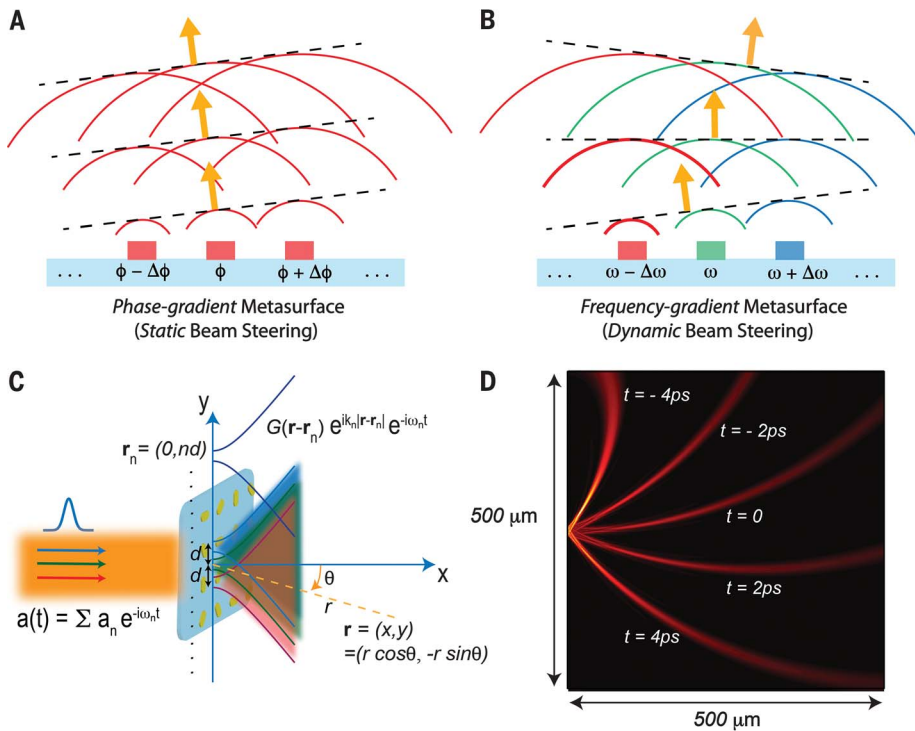 A
. . . ϕ − Δϕ ϕ ϕ + Δϕ . . .
Phase-gradient Metasurface
(Static Beam Steering)
B
. . . ω − Δω ω ω + Δω . . .
Frequency-gradient Metasurface
(Dynamic Beam Steering)
C
y
G(r-rₙ) e^{ikₙ|r-rₙ|} e^{-iωₙt}
rₙ = (0,nd)
d
d
x
θ
r
a(t) = Σ aₙ e^{-iωₙt}
r = (x,y)
=(r cosθ, -r sinθ)
D
t = - 4ps
t = - 2ps
500 μm
t = 0
t = 2ps
t = 4ps
500 μm